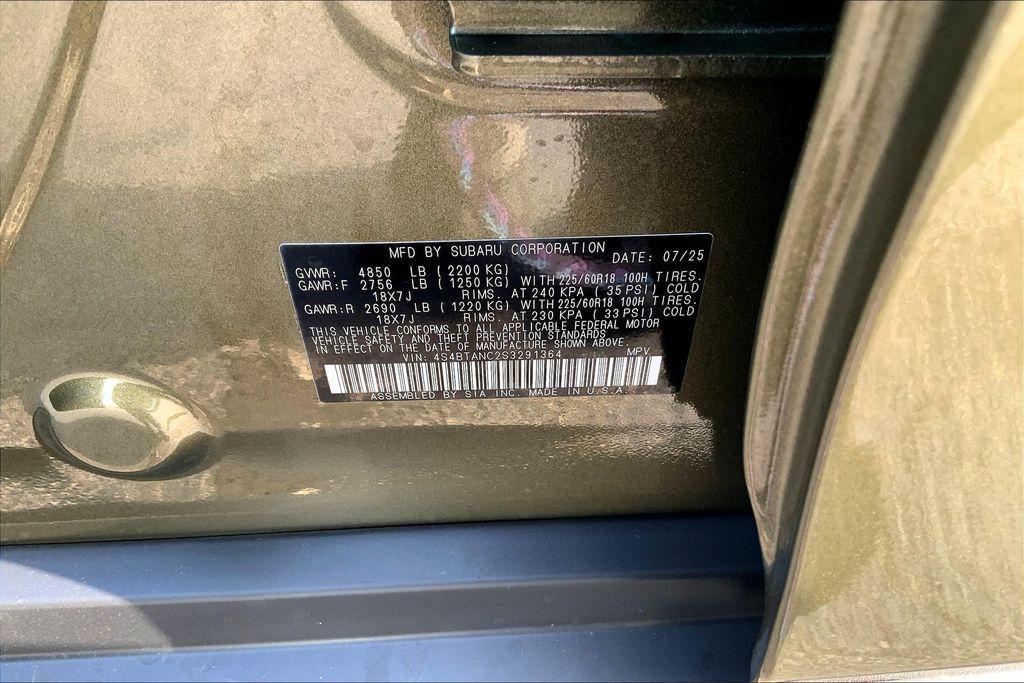 MFD BY SUBARU CORPORATION DATE: 07/25
GVWR: 4850 LB (2200 KG)
GAWR:F 2756 LB (1250 KG) WITH 225/60R18 100H TIRES.
18X7J RIMS. AT 240 KPA (35 PSI) COLD
GAWR:R 2690 LB (1220 KG) WITH 225/60R18 100H TIRES.
18X7J RIMS. AT 230 KPA (33 PSI) COLD
THIS VEHICLE CONFORMS TO ALL APPLICABLE FEDERAL MOTOR
VEHICLE SAFETY AND THEFT PREVENTION STANDARDS
IN EFFECT ON THE DATE OF MANUFACTURE SHOWN ABOVE.
VIN: 4S4BTANC2S3291364 MPV
ASSEMBLED BY SIA INC. MADE IN U.S.A.